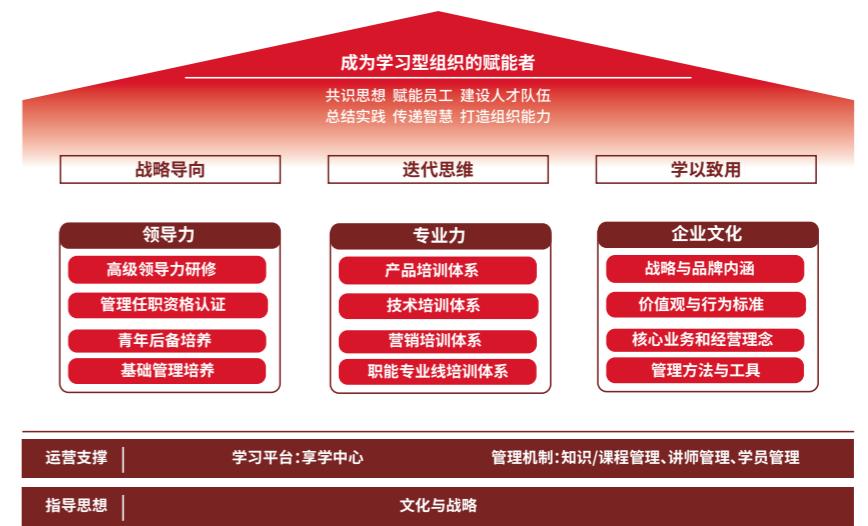 成为学习型组织的赋能者
共识思想 赋能员工 建设人才队伍
总结实践 传递智慧 打造组织能力
战略导向
迭代思维
学以致用
领导力
高级领导力研修
管理任职资格认证
青年后备培养
基础管理培养
专业力
产品培训体系
技术培训体系
营销培训体系
职能专业线培训体系
企业文化
战略与品牌内涵
价值观与行为标准
核心业务和经营理念
管理方法与工具
运营支撑 学习平台:享学中心 管理机制:知识/课程管理、讲师管理、学员管理
指导思想 文化与战略